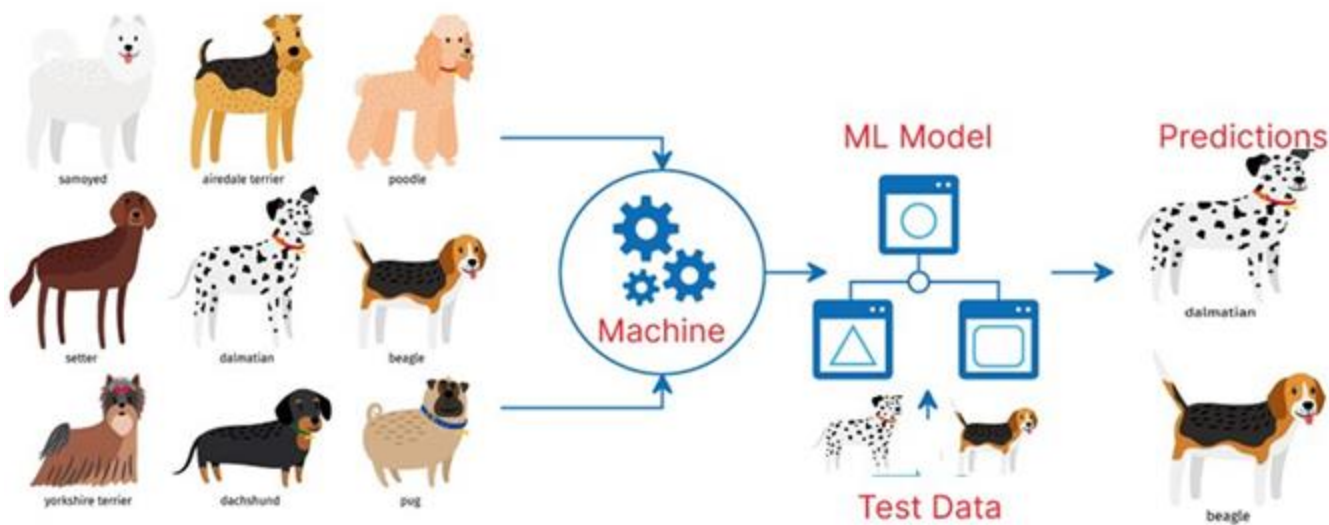 samoyed
airedale terrier
poodle
setter
dalmatian
beagle
yorkshire terrier
dachshund
pug
Machine
ML Model
Test Data
Predictions
dalmatian
beagle